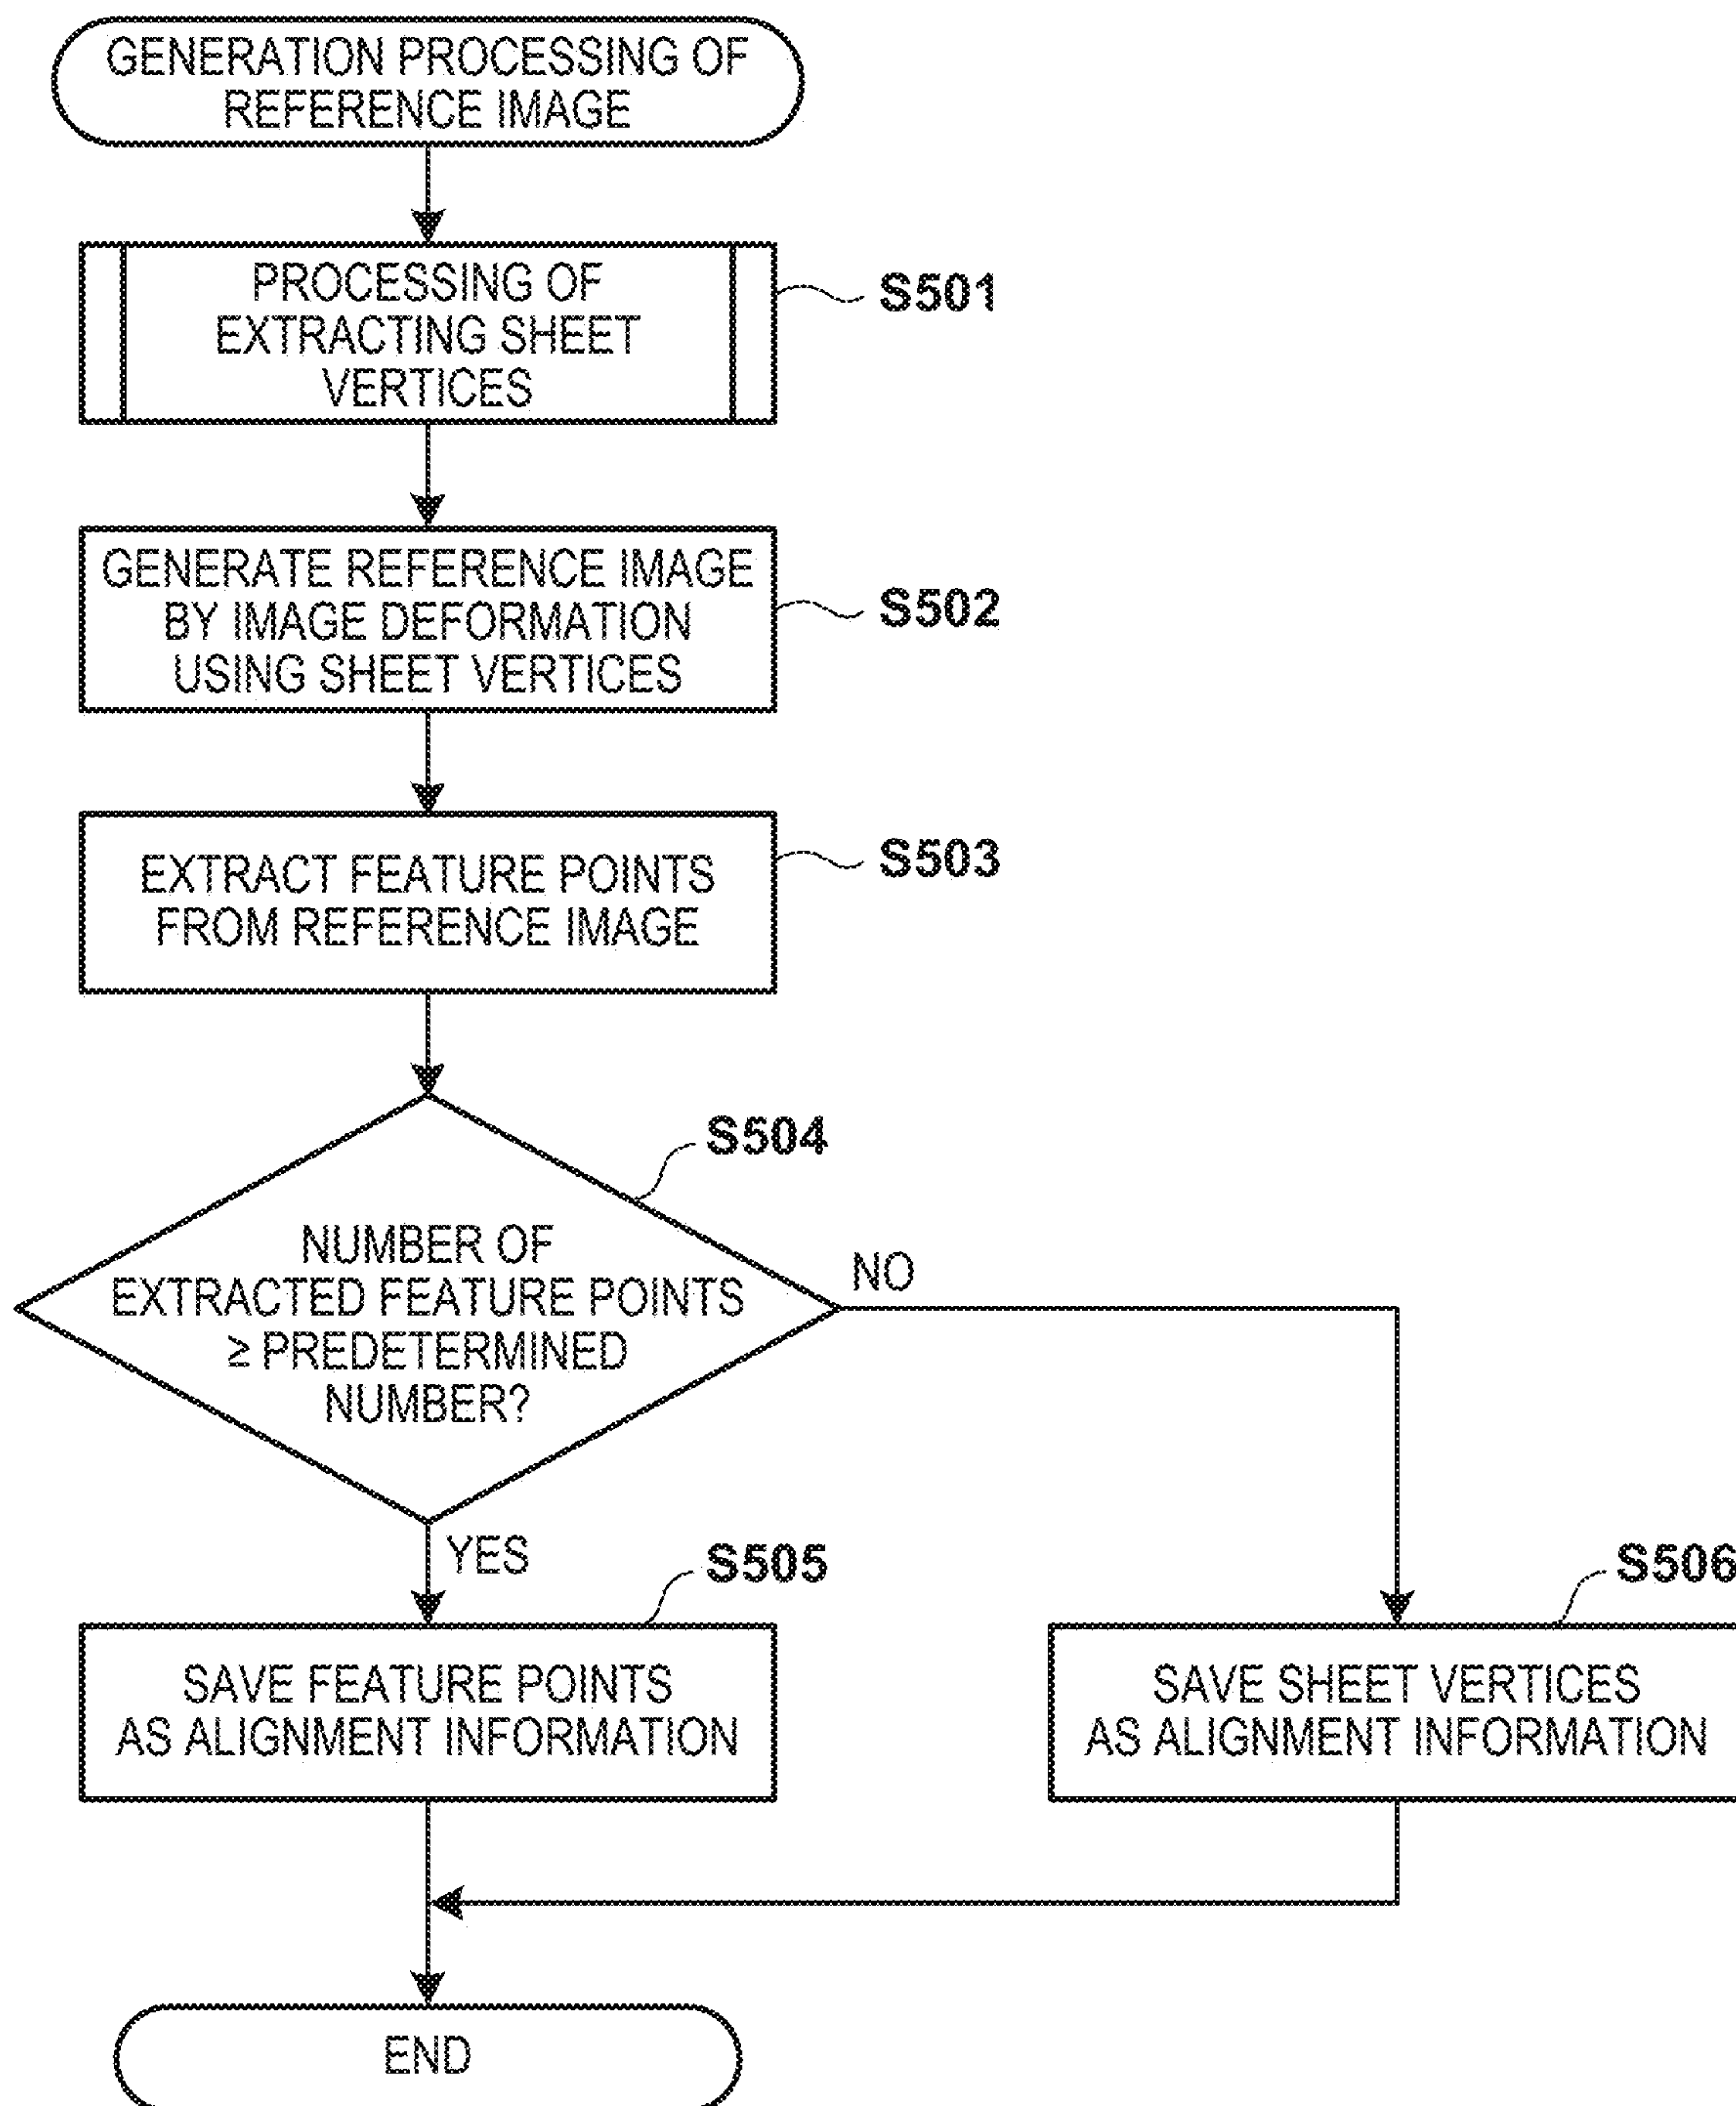 GENERATION PROCESSING OF
REFERENCE IMAGE
PROCESSING OF
EXTRACTING SHEET
VERTICES
S501
GENERATE REFERENCE IMAGE
BY IMAGE DEFORMATION
USING SHEET VERTICES
S502
EXTRACT FEATURE POINTS
FROM REFERENCE IMAGE
S503
S504
NUMBER OF
EXTRACTED FEATURE POINTS
≥ PREDETERMINED
NUMBER?
NO
YES
S505
SAVE FEATURE POINTS
AS ALIGNMENT INFORMATION
S506
SAVE SHEET VERTICES
AS ALIGNMENT INFORMATION
END